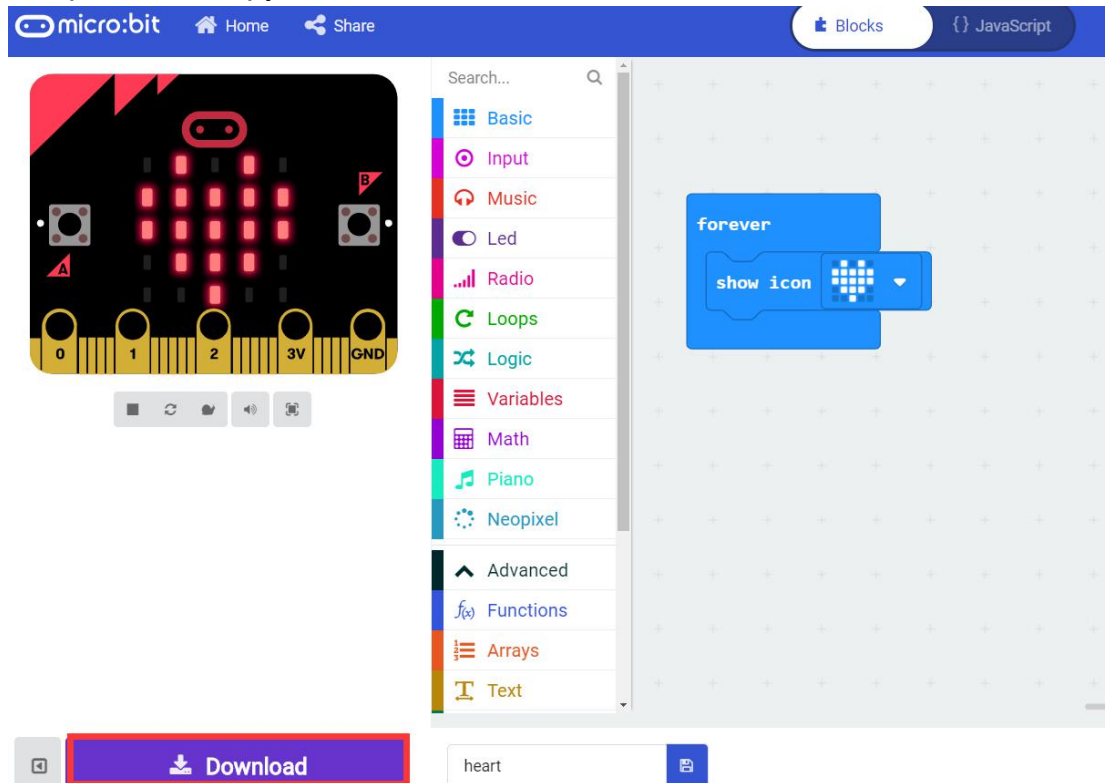 micro:bit Home Share Blocks {} JavaScript
Search...
Basic
Input
Music
Led
Radio
Loops
Logic
Variables
Math
Piano
Neopixel
Advanced
f(x) Functions
Arrays
Text
B
A
0 1 2 3V GND
forever
show icon
Download
heart